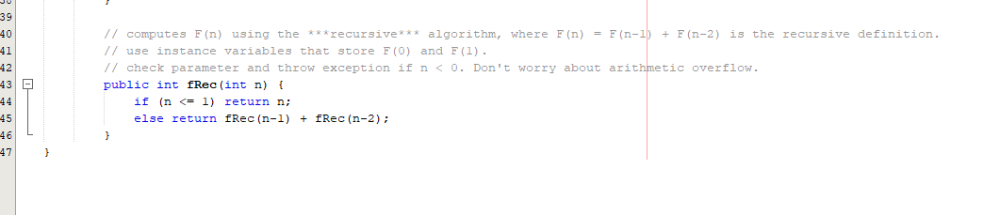 38 }
39
40 // computes F(n) using the ***recursive*** algorithm, where F(n) = F(n-1) + F(n-2) is the recursive definition.
41 // use instance variables that store F(0) and F(1).
42 // check parameter and throw exception if n < 0. Don't worry about arithmetic overflow.
43 public int fRec(int n) {
44 if (n <= 1) return n;
45 else return fRec(n-1) + fRec(n-2);
46 }
47 }